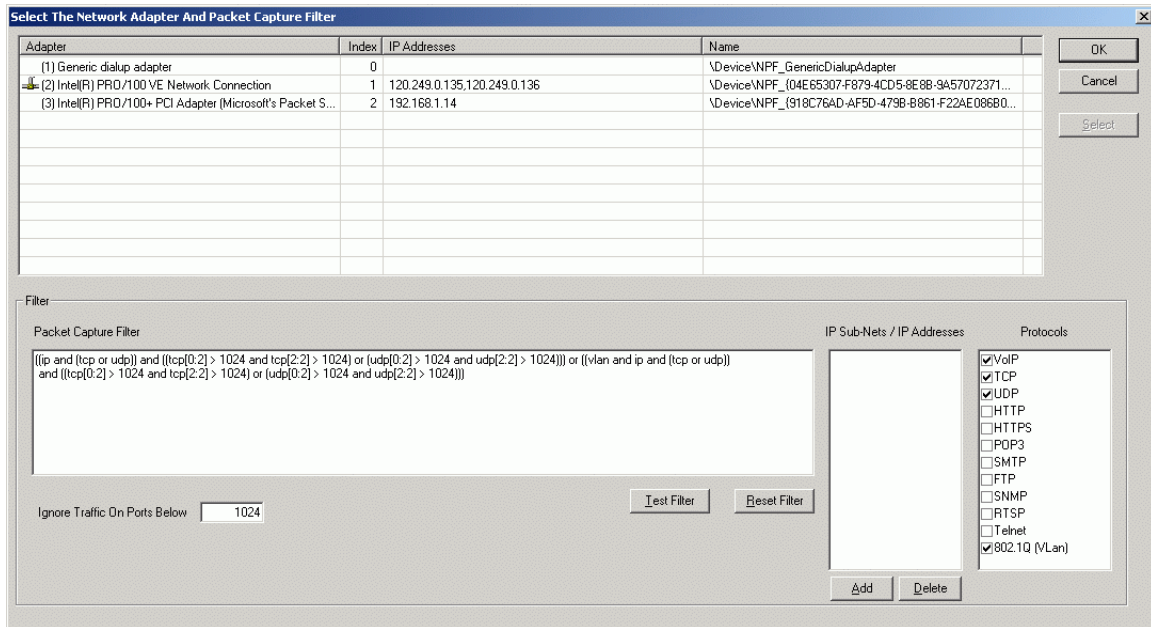 Select The Network Adapter And Packet Capture Filter
Adapter Index IP Addresses Name
(1) Generic dialup adapter 0 \Device\NPF_GenericDialupAdapter
(2) Intel(R) PRO/100 VE Network Connection 1 120.249.0.135,120.249.0.136 \Device\NPF_{04E65307-F879-4CD5-8E8B-9A57072371...
(3) Intel(R) PRO/100+ PCI Adapter (Microsoft's Packet S... 2 192.168.1.14 \Device\NPF_{918C76AD-AF5D-479B-B861-F22AE086B0...
OK
Cancel
Select
Filter
Packet Capture Filter
((ip and (tcp or udp)) and ((tcp[0:2] > 1024 and tcp[2:2] > 1024) or (udp[0:2] > 1024 and udp[2:2] > 1024))) or ((vlan and ip and (tcp or udp))
and ((tcp[0:2] > 1024 and tcp[2:2] > 1024) or (udp[0:2] > 1024 and udp[2:2] > 1024)))
Ignore Traffic On Ports Below 1024
Test Filter
Reset Filter
IP Sub-Nets / IP Addresses
Add
Delete
Protocols
VoIP
TCP
UDP
HTTP
HTTPS
POP3
SMTP
FTP
SNMP
RTSP
Telnet
802.1Q (VLan)